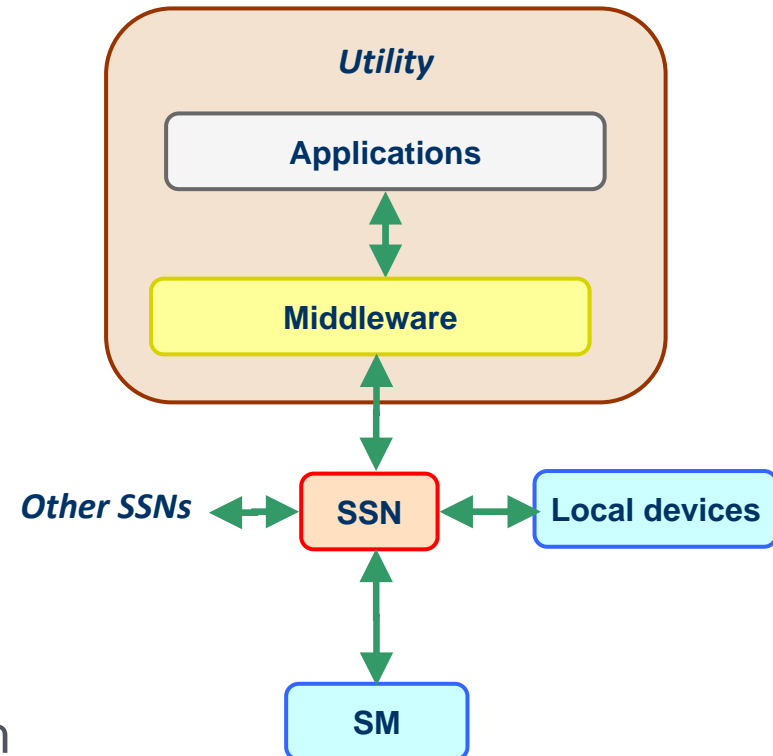 Utility
Applications
Middleware
Other SSNs
SSN
Local devices
SM
n